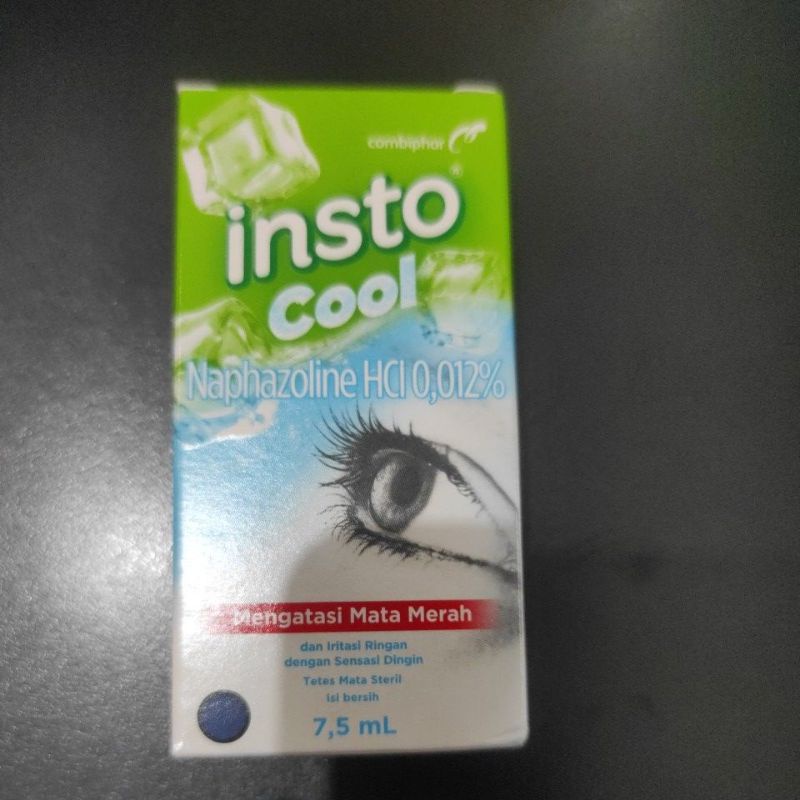 combiphar
insto®
Cool
Naphazoline HCl 0,012%
Mengatasi Mata Merah
dan Iritasi Ringan
dengan Sensasi Dingin
Tetes Mata Steril
isi bersih
7,5 mL